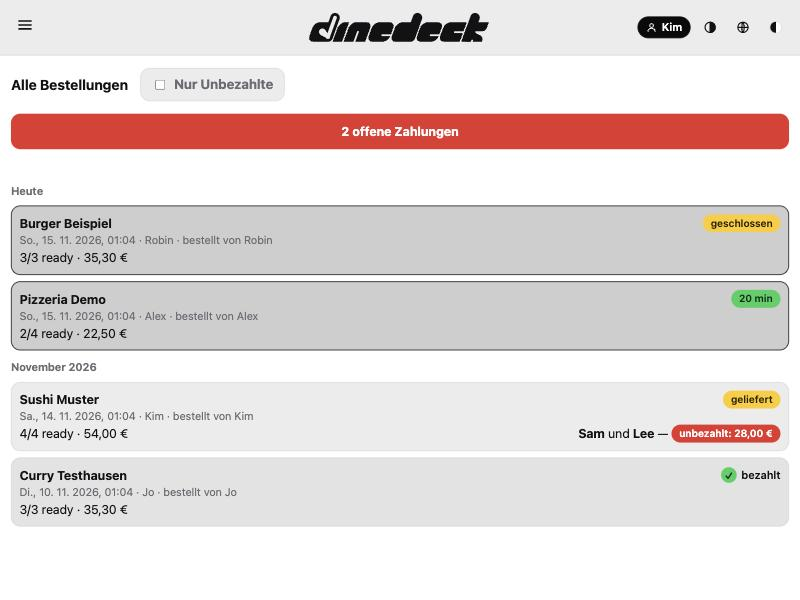 dinedeck
Kim
Alle Bestellungen
Nur Unbezahlte
2 offene Zahlungen
Heute
Burger Beispiel
geschlossen
So., 15. 11. 2026, 01:04 · Robin · bestellt von Robin
3/3 ready · 35,30 €
Pizzeria Demo
20 min
So., 15. 11. 2026, 01:04 · Alex · bestellt von Alex
2/4 ready · 22,50 €
November 2026
Sushi Muster
geliefert
Sa., 14. 11. 2026, 01:04 · Kim · bestellt von Kim
4/4 ready · 54,00 €
Sam und Lee — unbezahlt: 28,00 €
Curry Testhausen
bezahlt
Di., 10. 11. 2026, 01:04 · Jo · bestellt von Jo
3/3 ready · 35,30 €